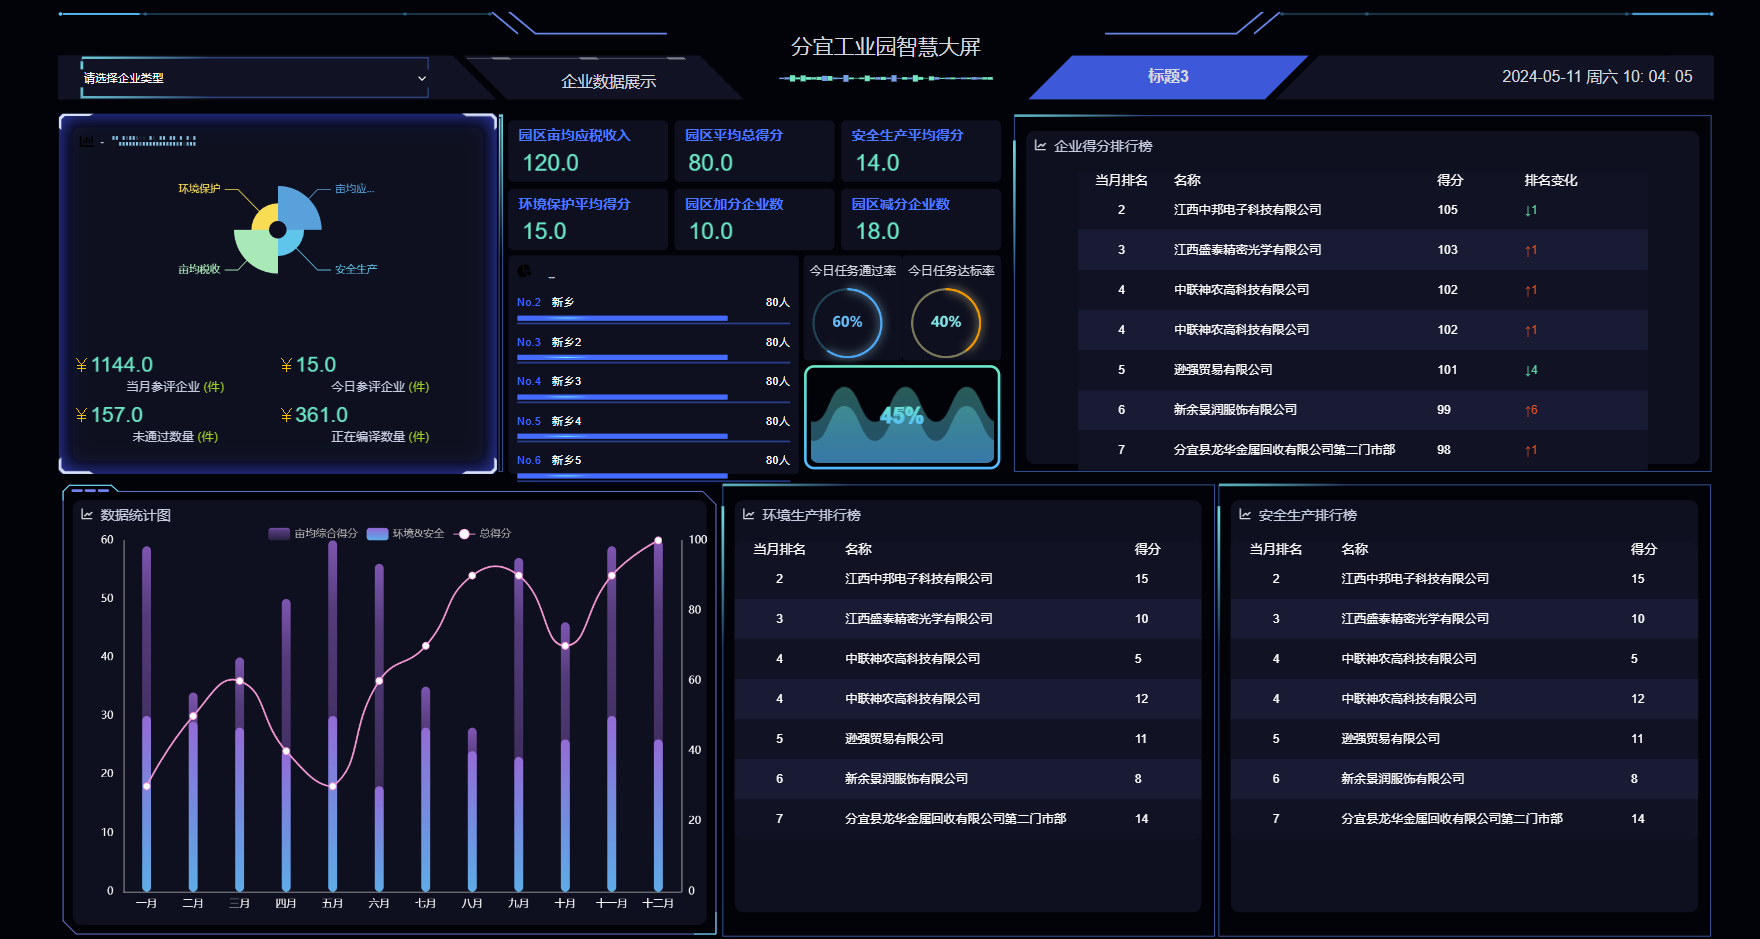 分宜工业园智慧大屏
请选择企业类型
企业数据展示
标题3
2024-05-11 周六 10: 04: 05
-
环境保护
亩均应...
亩均税收
安全生产
￥1144.0
当月参评企业 (件)
￥15.0
今日参评企业 (件)
￥157.0
未通过数量 (件)
￥361.0
正在编译数量 (件)
园区亩均应税收入
120.0
园区平均总得分
80.0
安全生产平均得分
14.0
环境保护平均得分
15.0
园区加分企业数
10.0
园区减分企业数
18.0
_
No.2 新乡 80人
No.3 新乡2 80人
No.4 新乡3 80人
No.5 新乡4 80人
No.6 新乡5 80人
今日任务通过率
60%
今日任务达标率
40%
45%
企业得分排行榜
当月排名 名称 得分 排名变化
2 江西中邦电子科技有限公司 105 ↓1
3 江西盛泰精密光学有限公司 103 ↑1
4 中联神农高科技有限公司 102 ↑1
4 中联神农高科技有限公司 102 ↑1
5 逊强贸易有限公司 101 ↓4
6 新余景润服饰有限公司 99 ↑6
7 分宜县龙华金属回收有限公司第二门市部 98 ↑1
数据统计图
亩均综合得分 环境&安全 总得分
60
50
40
30
20
10
0
100
80
60
40
20
0
一月 二月 三月 四月 五月 六月 七月 八月 九月 十月 十一月 十二月
环境生产排行榜
当月排名 名称 得分
2 江西中邦电子科技有限公司 15
3 江西盛泰精密光学有限公司 10
4 中联神农高科技有限公司 5
4 中联神农高科技有限公司 12
5 逊强贸易有限公司 11
6 新余景润服饰有限公司 8
7 分宜县龙华金属回收有限公司第二门市部 14
安全生产排行榜
当月排名 名称 得分
2 江西中邦电子科技有限公司 15
3 江西盛泰精密光学有限公司 10
4 中联神农高科技有限公司 5
4 中联神农高科技有限公司 12
5 逊强贸易有限公司 11
6 新余景润服饰有限公司 8
7 分宜县龙华金属回收有限公司第二门市部 14